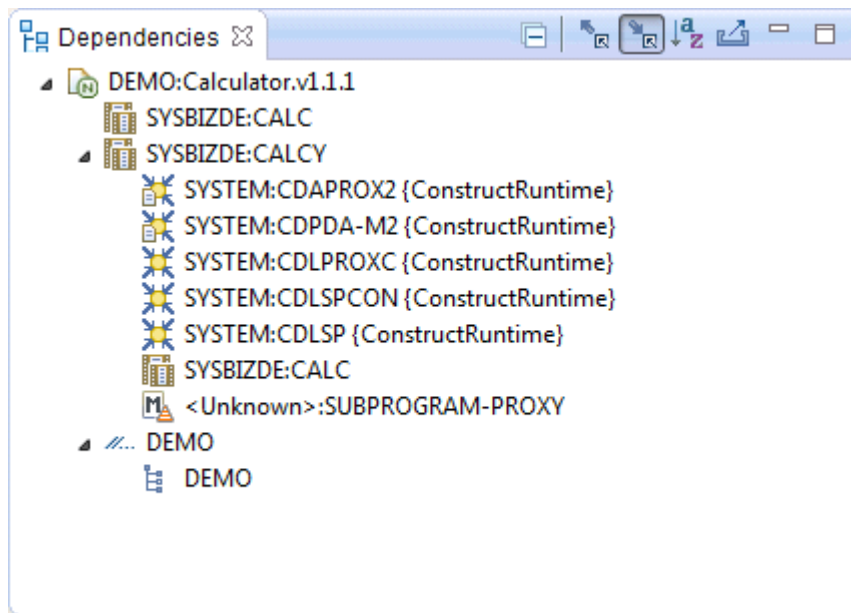 Dependencies
DEMO:Calculator.v1.1.1
SYSBIZDE:CALC
SYSBIZDE:CALCY
SYSTEM:CDAPROX2 {ConstructRuntime}
SYSTEM:CDPDA-M2 {ConstructRuntime}
SYSTEM:CDLPROXC {ConstructRuntime}
SYSTEM:CDLSPCON {ConstructRuntime}
SYSTEM:CDLSP {ConstructRuntime}
SYSBIZDE:CALC
<Unknown>:SUBPROGRAM-PROXY
//... DEMO
DEMO